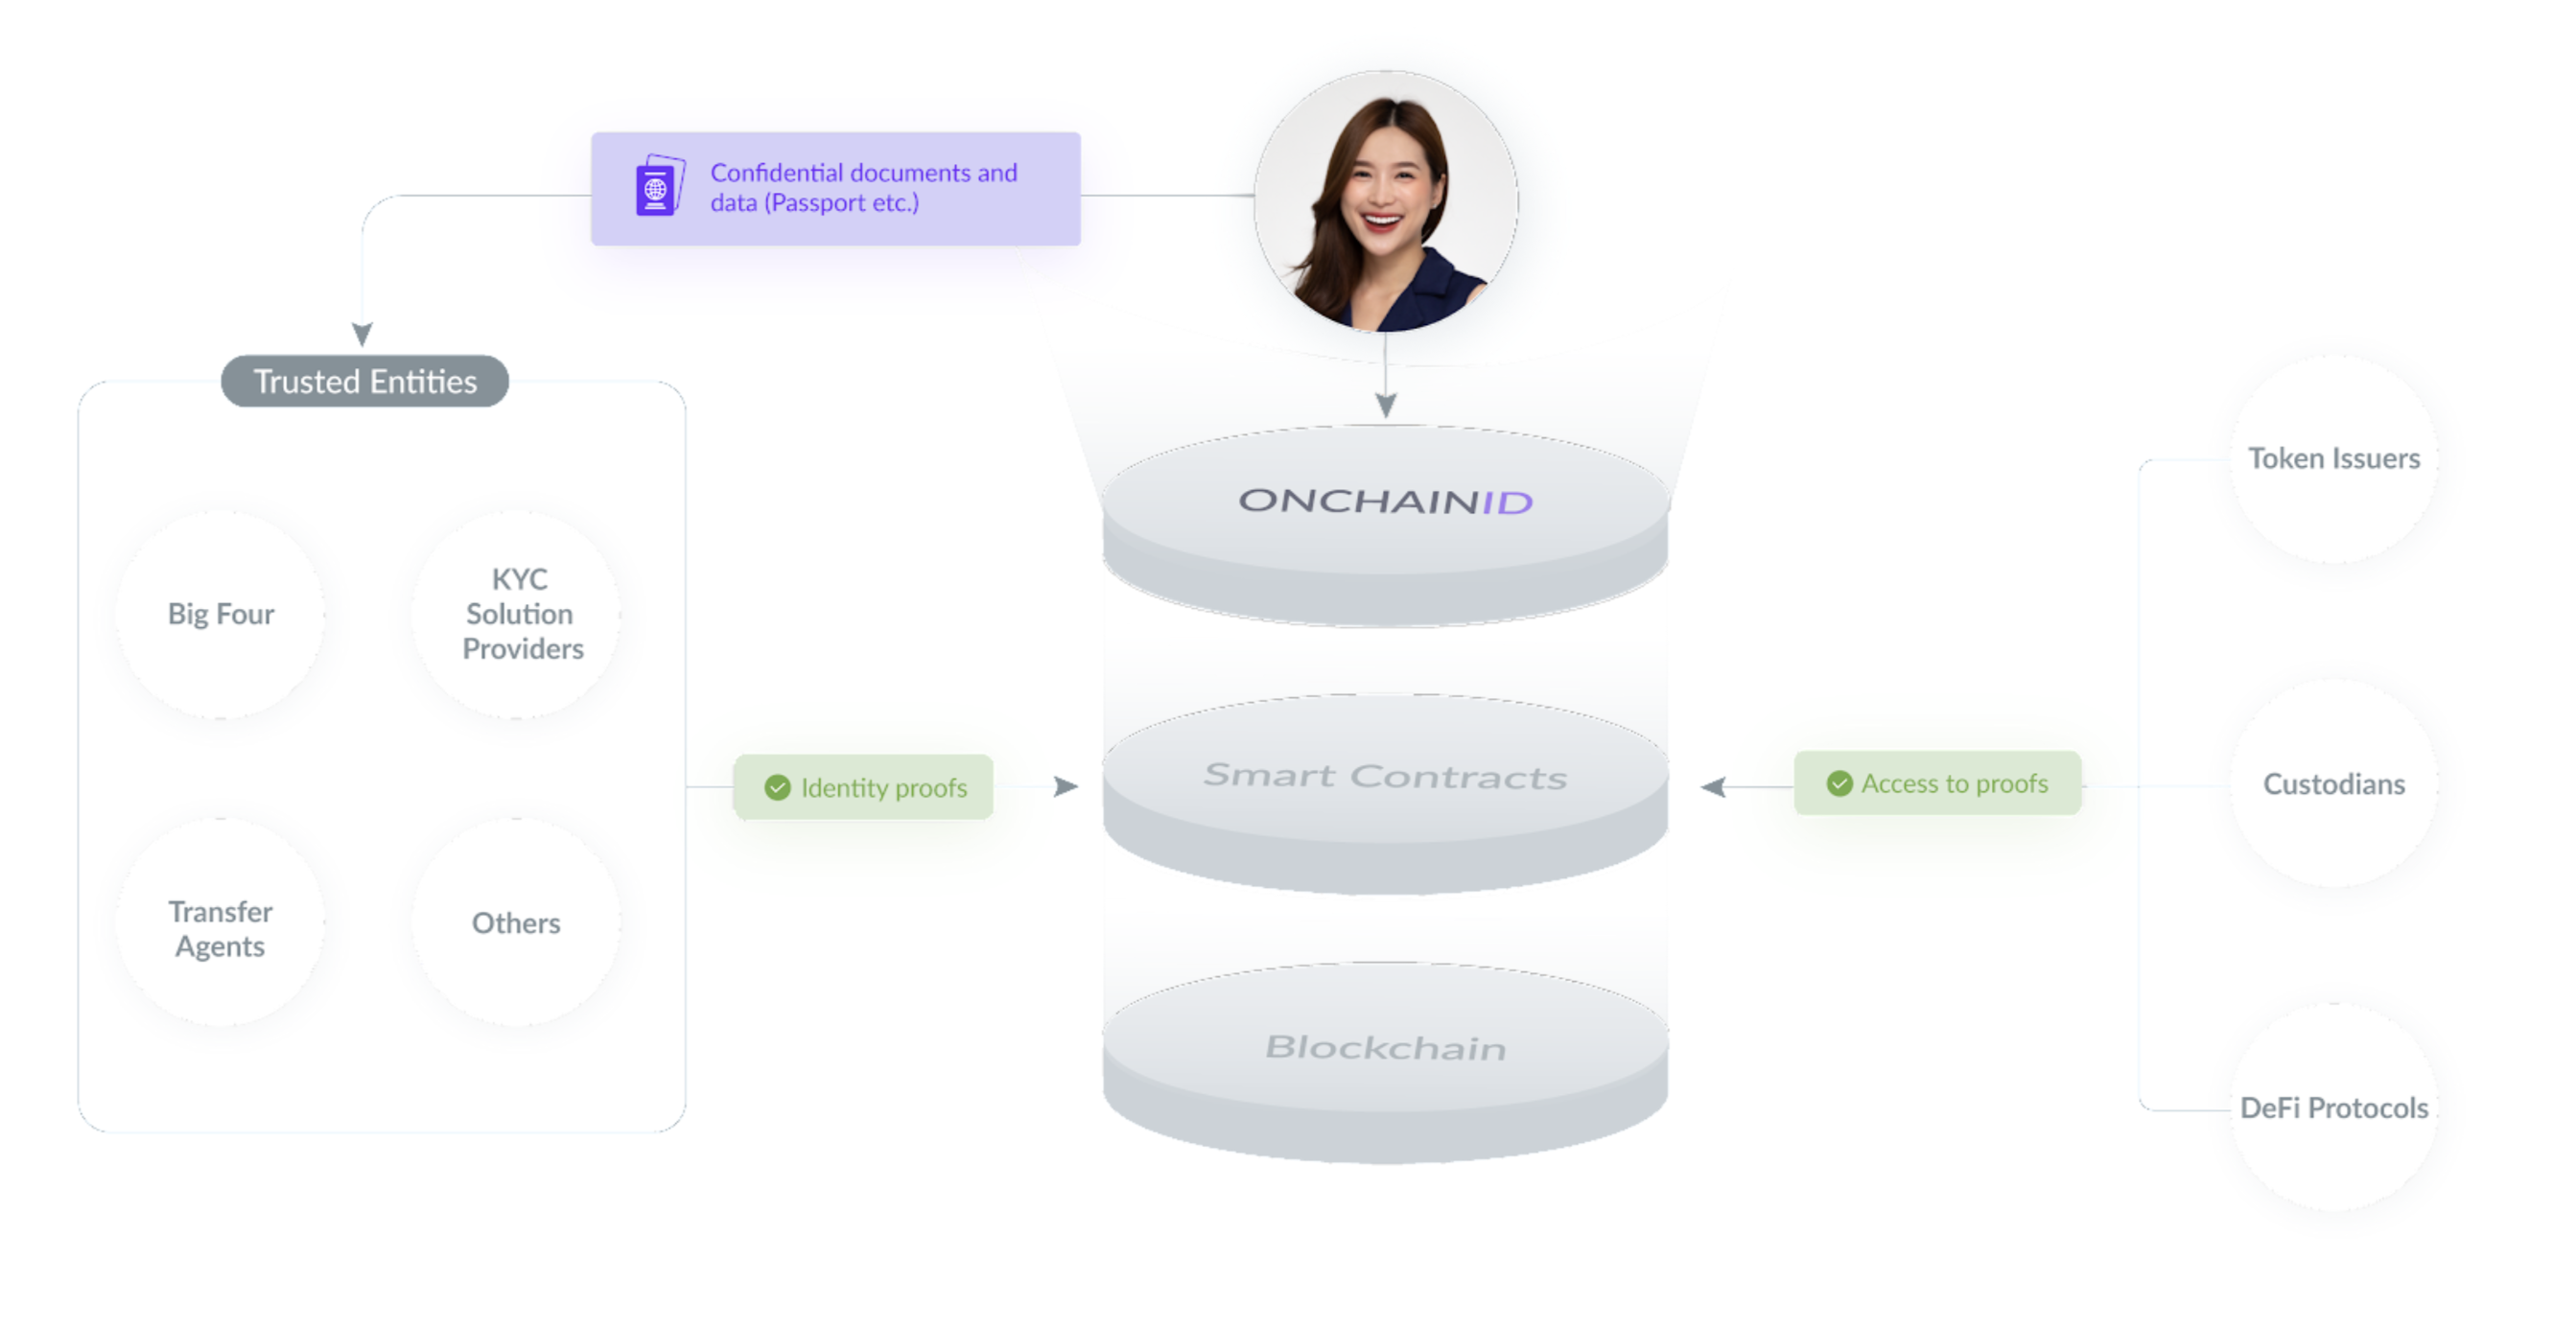 Confidential documents and
data (Passport etc.)
Trusted Entities
Big Four
KYC
Solution
Providers
Transfer
Agents
Others
Identity proofs
ONCHAINID
Smart Contracts
Blockchain
Access to proofs
Token Issuers
Custodians
DeFi Protocols